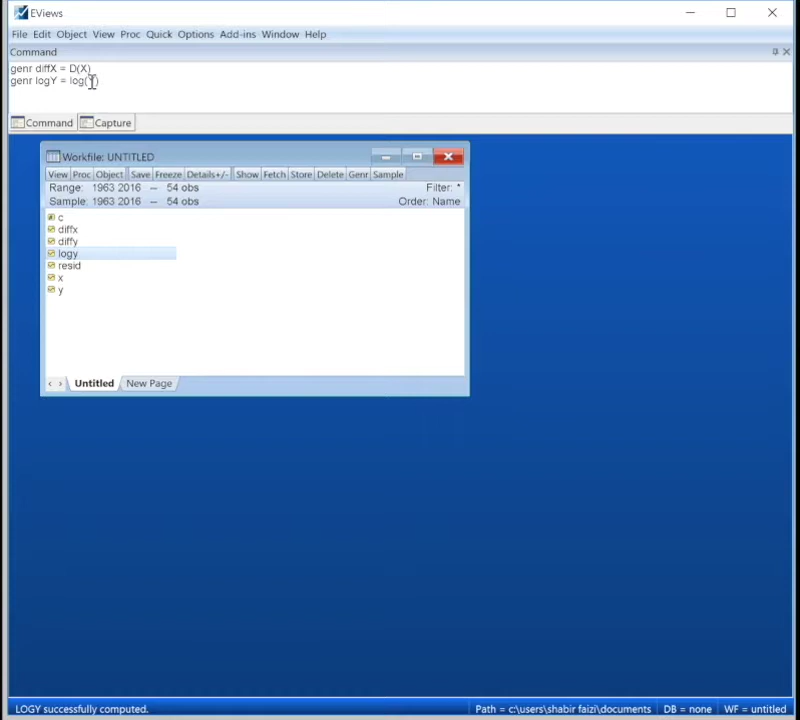 EViews
File Edit Object View Proc Quick Options Add-ins Window Help
Command
genr diffX = D(X)
genr logY = log(Y)
Command Capture
Workfile: UNTITLED
View Proc Object Save Freeze Details+/- Show Fetch Store Delete Genr Sample
Range: 1963 2016 -- 54 obs Filter: *
Sample: 1963 2016 -- 54 obs Order: Name
c
diffx
diffy
logy
resid
x
y
Untitled New Page
LOGY successfully computed. Path = c:\users\shabir faizi\documents DB = none WF = untitled